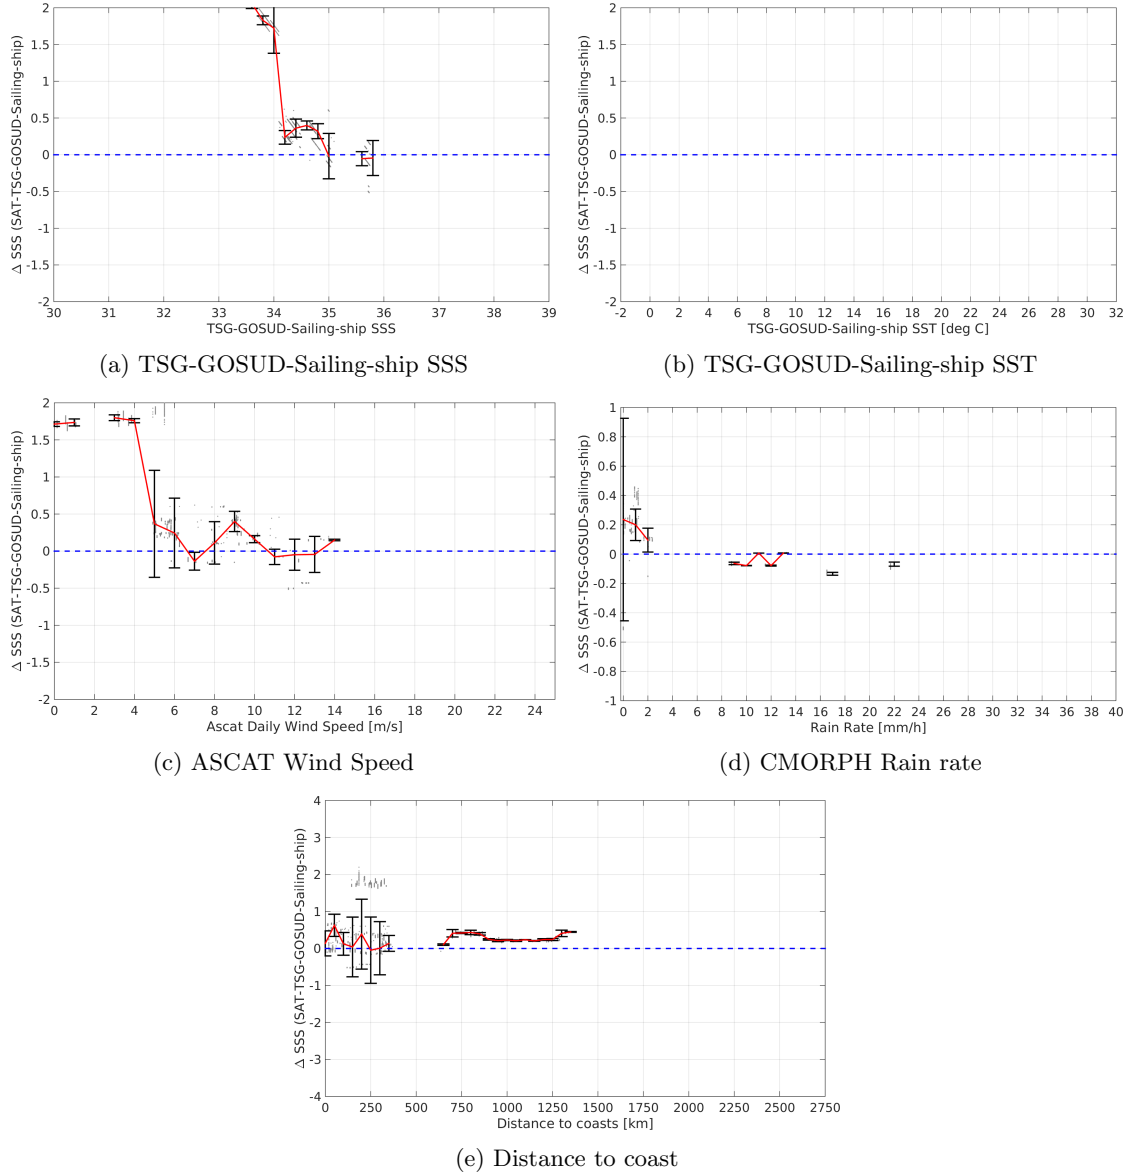 2
1.5
1
0.5
0
-0.5
-1
-1.5
-2
Δ SSS (SAT-TSG-GOSUD-Sailing-ship)
30 31 32 33 34 35 36 37 38 39
TSG-GOSUD-Sailing-ship SSS
(a) TSG-GOSUD-Sailing-ship SSS
2
1.5
1
0.5
0
-0.5
-1
-1.5
-2
Δ SSS (SAT-TSG-GOSUD-Sailing-ship)
-2 0 2 4 6 8 10 12 14 16 18 20 22 24 26 28 30 32
TSG-GOSUD-Sailing-ship SST [deg C]
(b) TSG-GOSUD-Sailing-ship SST
2
1.5
1
0.5
0
-0.5
-1
-1.5
-2
Δ SSS (SAT-TSG-GOSUD-Sailing-ship)
0 2 4 6 8 10 12 14 16 18 20 22 24
Ascat Daily Wind Speed [m/s]
(c) ASCAT Wind Speed
1
0.8
0.6
0.4
0.2
0
-0.2
-0.4
-0.6
-0.8
-1
Δ SSS (SAT-TSG-GOSUD-Sailing-ship)
0 2 4 6 8 10 12 14 16 18 20 22 24 26 28 30 32 34 36 38 40
Rain Rate [mm/h]
(d) CMORPH Rain rate
4
3
2
1
0
-1
-2
-3
-4
Δ SSS (SAT-TSG-GOSUD-Sailing-ship)
0 250 500 750 1000 1250 1500 1750 2000 2250 2500 2750
Distance to coasts [km]
(e) Distance to coast